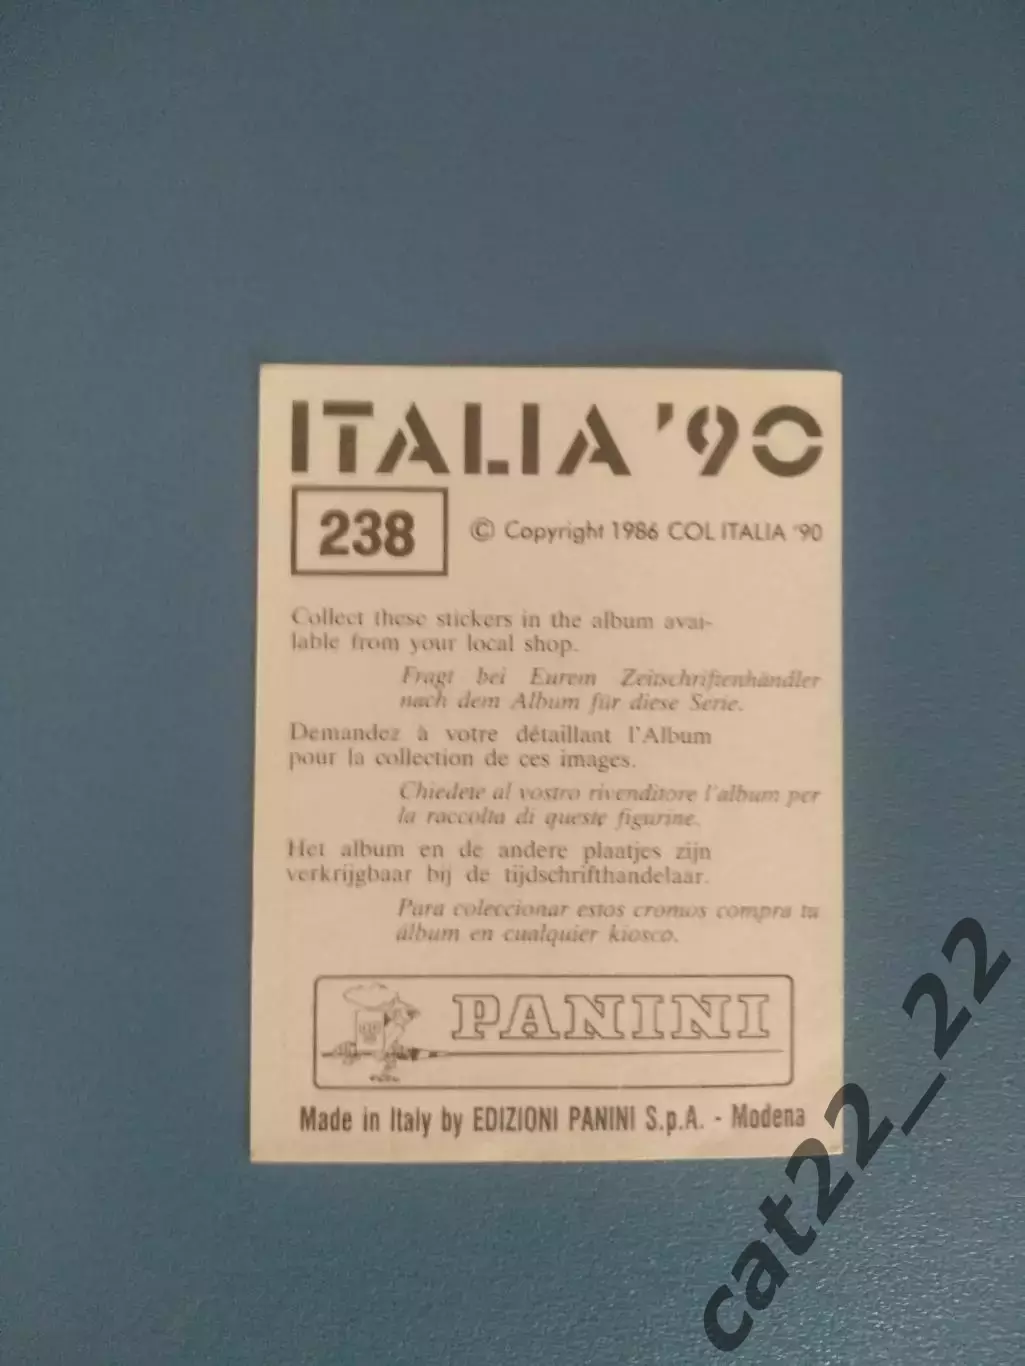 ITALIA '90
238
© Copyright 1986 COL ITALIA '90
Collect these stickers in the album avai-
lable from your local shop.
Fragt bei Eurem Zeitschriftenhändler
nach dem Album für diese Serie.
Demandez à votre détaillant l'Album
pour la collection de ces images.
Chiedete al vostro rivenditore l'album per
la raccolta di queste figurine.
Het album en de andere plaatjes zijn
verkrijgbaar bij de tijdschrifthandelaar.
Para coleccionar estos cromos compra tu
álbum en cualquier kiosco.
PANINI
Made in Italy by EDIZIONI PANINI S.p.A. - Modena
cat22_22